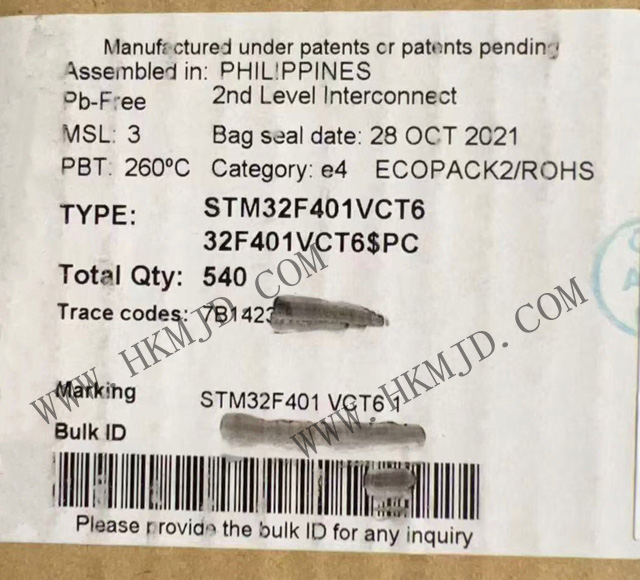 Manufactured under patents or patents pending
Assembled in: PHILIPPINES
Pb-Free 2nd Level Interconnect
MSL: 3 Bag seal date: 28 OCT 2021
PBT: 260ºC Category: e4 ECOPACK2/ROHS
TYPE: STM32F401VCT6
32F401VCT6$PC
Total Qty: 540
Trace codes: 7B1423
Marking STM32F401 VCT6
Bulk ID
Please provide the bulk ID for any inquiry
WWW.HKMJD.COM
WWW.HKMJD.COM